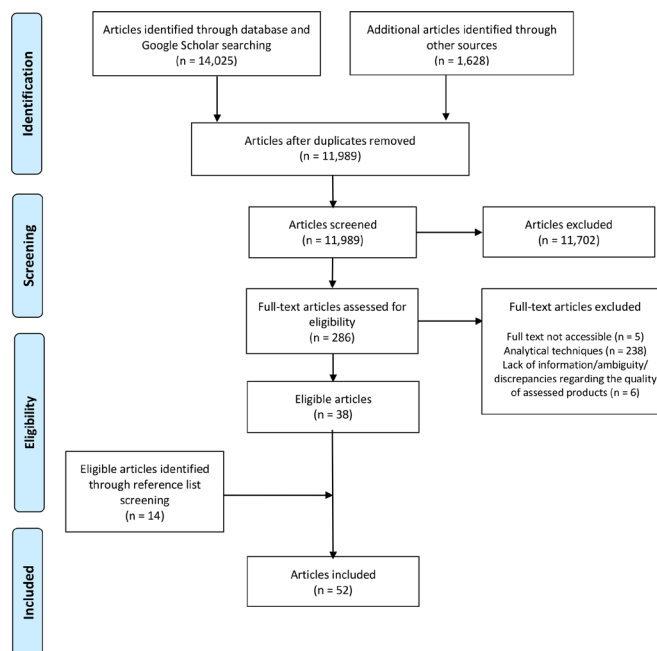 Articles identified through database and
Google Scholar searching
(n = 14,025)
Additional articles identified through
other sources
(n = 1,628)
Identification
Articles after duplicates removed
(n = 11,989)
Screening
Articles screened
(n = 11,989)
Articles excluded
(n = 11,702)
Full-text articles assessed for
eligibility
(n = 286)
Full-text articles excluded
Full text not accessible (n = 5)
Analytical techniques (n = 238)
Lack of information/ambiguity/
discrepancies regarding the quality
of assessed products (n = 6)
Eligibility
Eligible articles
(n = 38)
Eligible articles identified
through reference list
screening
(n = 14)
Included
Articles included
(n = 52)